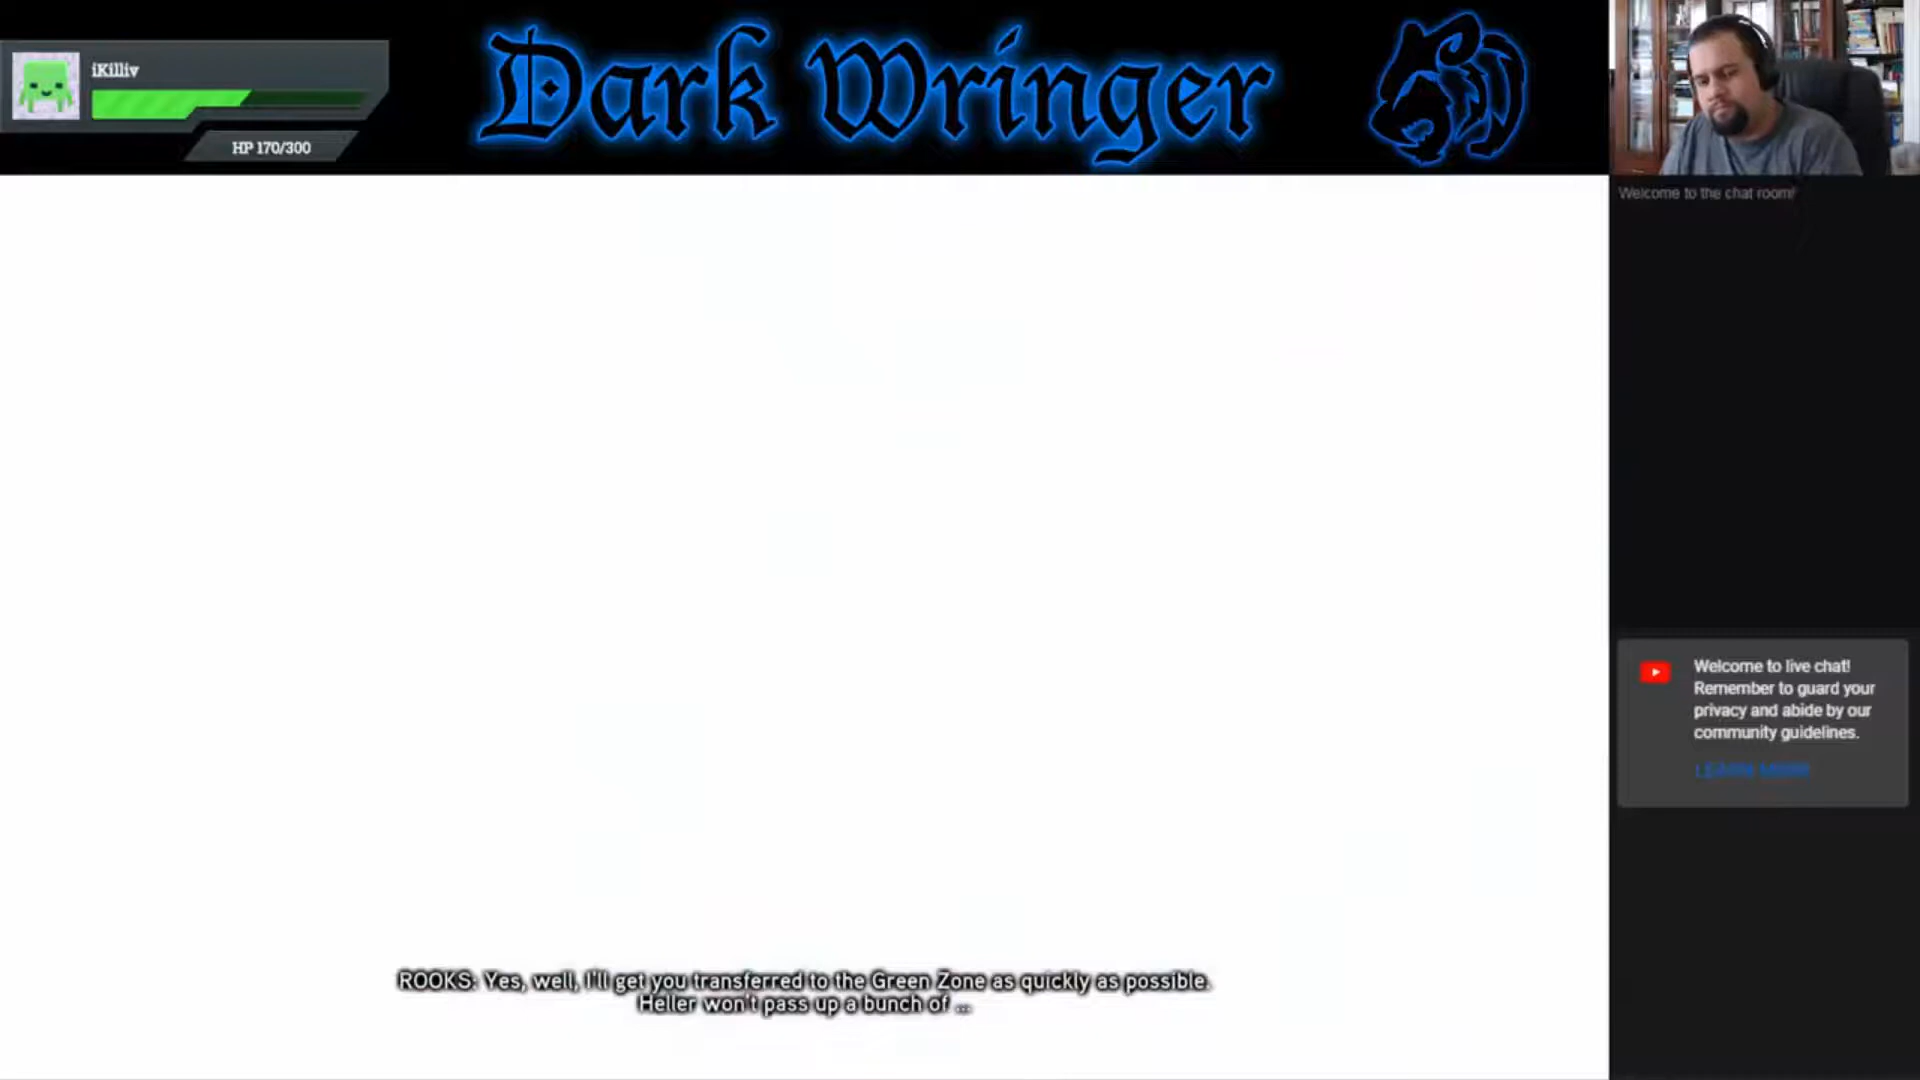 Dark Wringer
iKilliv
HP 170/300
Welcome to the chat room!
Welcome to live chat!
Remember to guard your
privacy and abide by our
community guidelines.
LEARN MORE
ROOKS: Yes, well, I'll get you transferred to the Green Zone as quickly as possible.
Heller won't pass up a bunch of ...